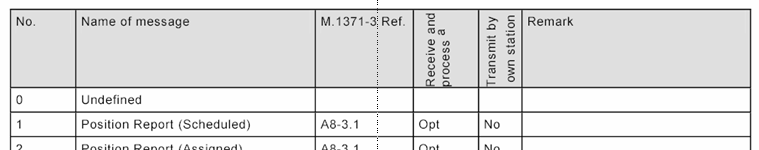 No. Name of message M.1371-3 Ref. Receive and process a Transmit by own station Remark
0 Undefined
1 Position Report (Scheduled) A8-3.1 Opt No
2 Position Report (Assigned) A8-3.1 Opt No